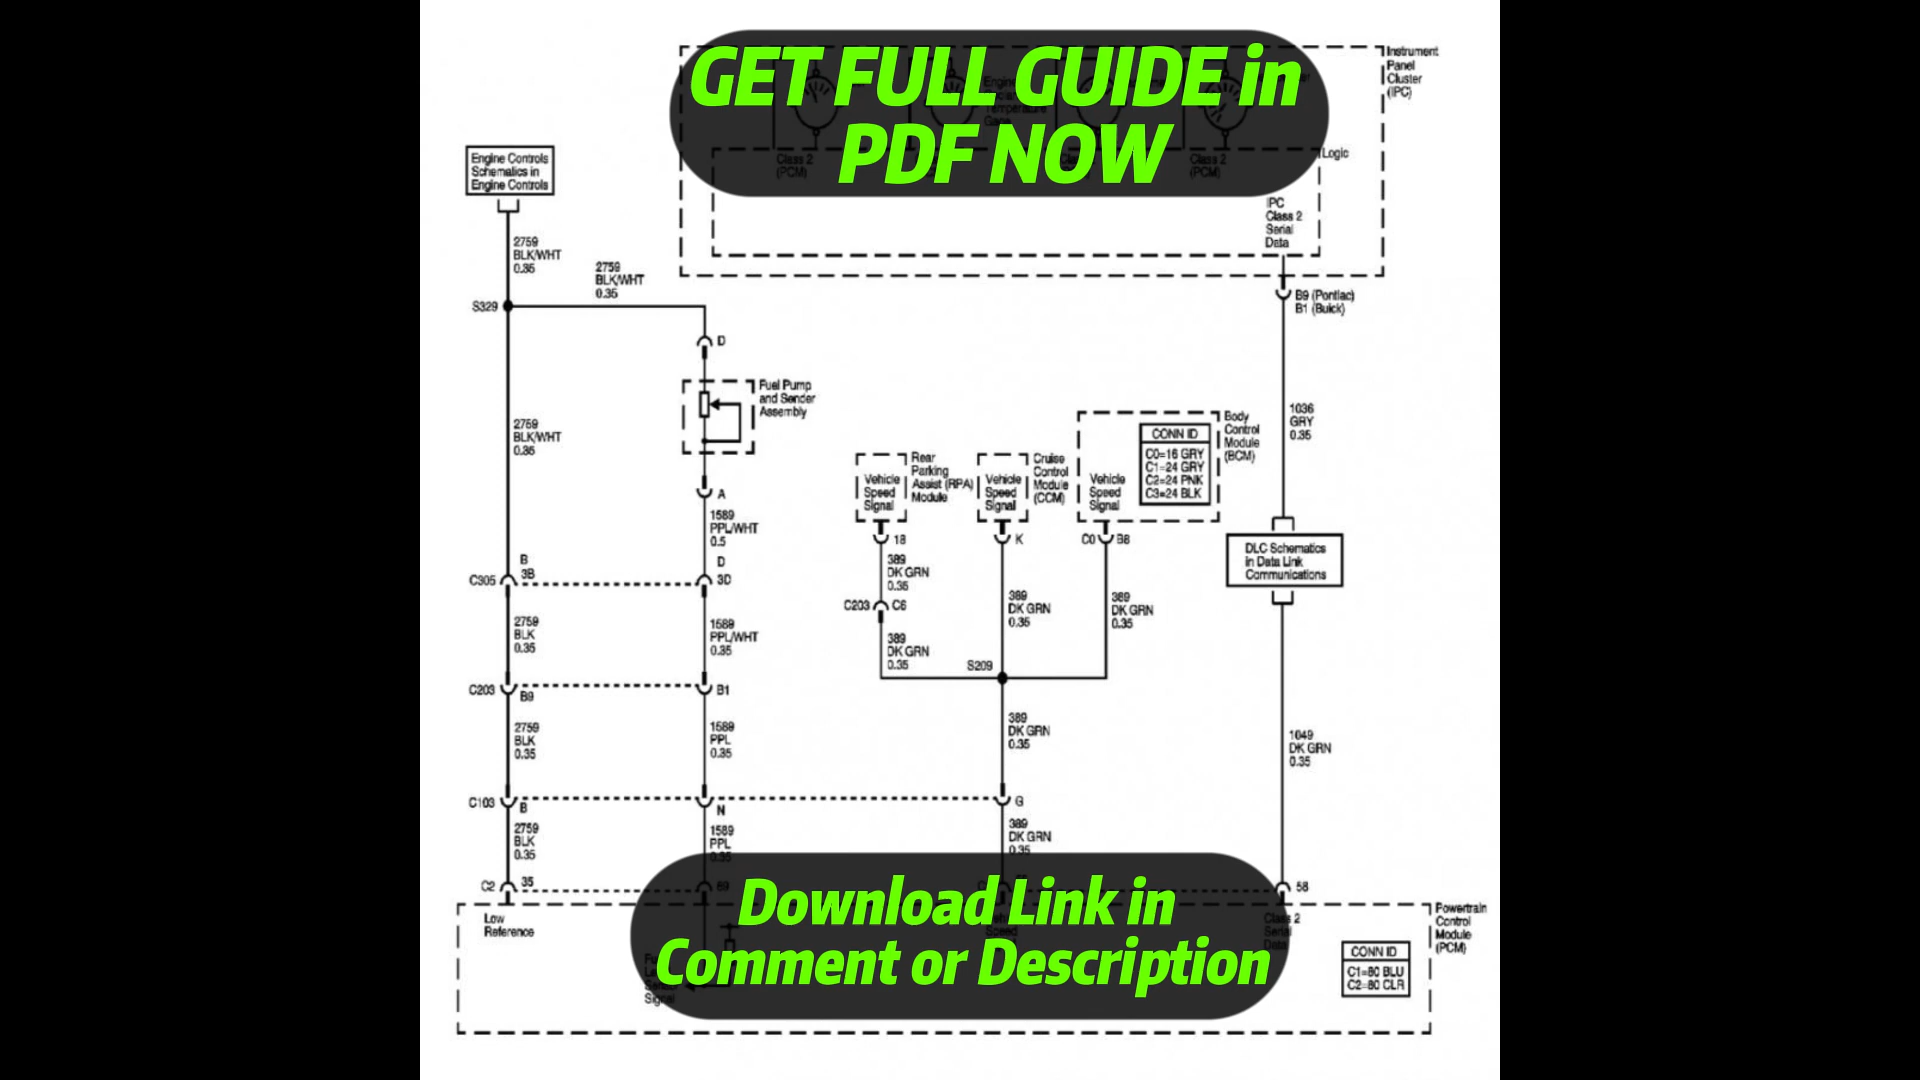 GET FULL GUIDE in
PDF NOW
Instrument
Panel
Cluster
(IPC)
Logic
Class 2
(PCM)
Class 2
(PCM)
IPC
Class 2
Serial
Data
B9 (Pontiac)
B1 (Buick)
Engine Controls
Schematics in
Engine Controls
2759
BLK/WHT
0.35
2759
BLK/WHT
0.35
S329
D
Fuel Pump
and Sender
Assembly
2759
BLK/WHT
0.35
A
1589
PPL/WHT
0.5
Rear
Parking
Assist (RPA)
Module
Vehicle
Speed
Signal
18
Cruise
Control
Module
(CCM)
Vehicle
Speed
Signal
K
Body
Control
Module
(BCM)
CONN ID
C0=16 GRY
C1=24 GRY
C2=24 PNK
C3=24 BLK
Vehicle
Speed
Signal
C0
B8
1036
GRY
0.35
DLC Schematics
in Data Link
Communications
B
C305
3B
D
3D
389
DK GRN
0.35
C203
C6
389
DK GRN
0.35
389
DK GRN
0.35
389
DK GRN
0.35
S209
2759
BLK
0.35
1589
PPL/WHT
0.35
C203
B9
B1
2759
BLK
0.35
1589
PPL
0.35
389
DK GRN
0.35
1049
DK GRN
0.35
C103
B
N
G
2759
BLK
0.35
1589
PPL
0.35
389
DK GRN
0.35
C2
35
69
58
Low
Reference
Class 2
Serial
Data
Signal
Powertrain
Control
Module
(PCM)
CONN ID
C1=80 BLU
C2=80 CLR
Download Link in
Comment or Description